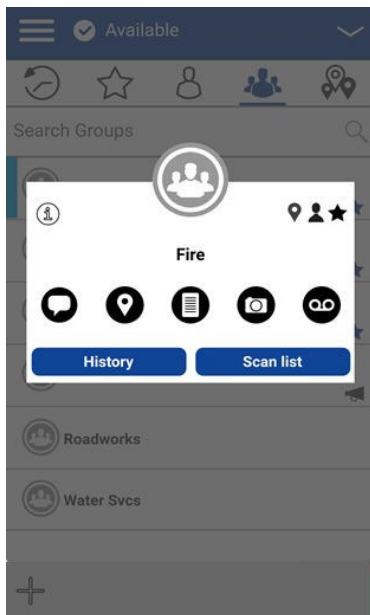 Available
Search Groups
Fire
History
Scan list
Roadworks
Water Svcs